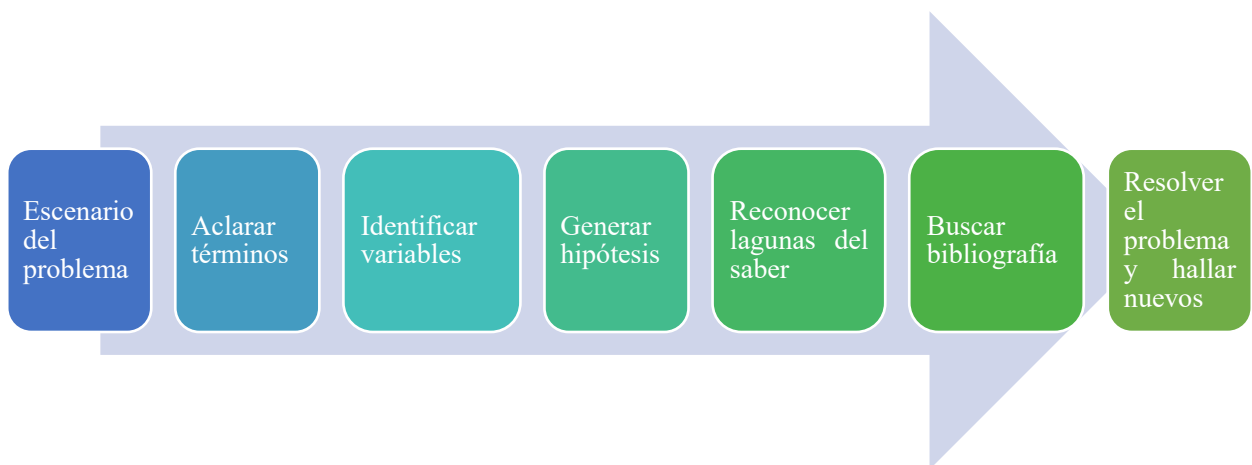 Escenario
del
problema
Aclarar
términos
Identificar
variables
Generar
hipótesis
Reconocer
lagunas del
saber
Buscar
bibliografía
Resolver
el
problema
y hallar
nuevos